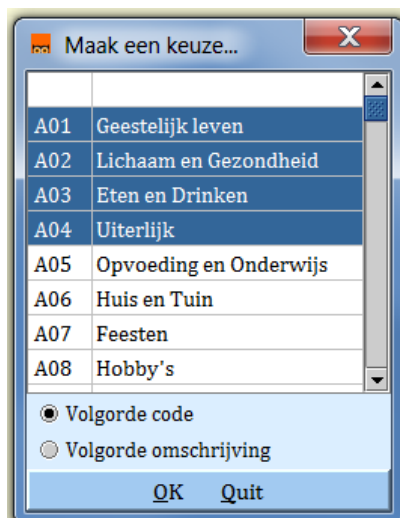 Maak een keuze...
A01 Geestelijk leven
A02 Lichaam en Gezondheid
A03 Eten en Drinken
A04 Uiterlijk
A05 Opvoeding en Onderwijs
A06 Huis en Tuin
A07 Feesten
A08 Hobby's
Volgorde code
Volgorde omschrijving
OK Quit